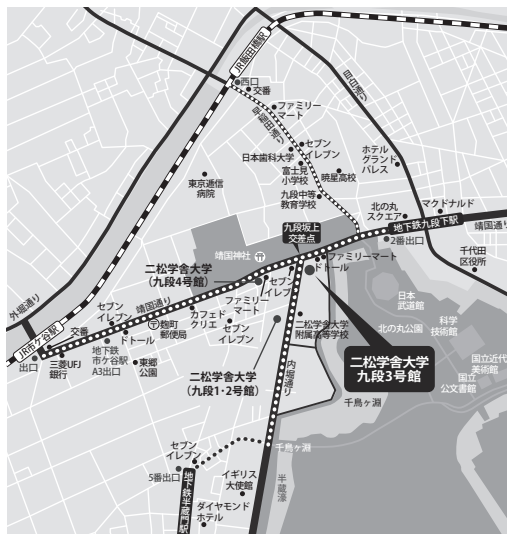 JR飯田橋駅
西口
交番
目白通り
ファミリー
マート
早稲田通り
セブン
イレブン
日本歯科大学
富士見
小学校
暁星高校
ホテル
グランド
パレス
東京逓信
病院
九段中等
教育学校
北の丸
スクエア
マクドナルド
地下鉄九段下駅
靖国通り
2番出口
九段坂上
交差点
千代田
区役所
靖国神社
ファミリーマート
ドトール
二松学舎大学
(九段4号館)
セブン
イレブン
日本
武道館
外堀通り
靖国通り
セブン
イレブン
ファミリー
マート
カフェド
クリエ
セブン
イレブン
二松学舎大学
附属高等学校
北の丸公園
科学
技術館
交番
ドトール
麹町
郵便局
JR市ヶ谷駅
出口
三菱UFJ
銀行
地下鉄
市ケ谷駅
A3出口
東郷
公園
二松学舎大学
(九段1・2号館)
内堀通り
二松学舎大学
九段3号館
国立近代
美術館
国立
公文書館
千鳥ヶ淵
千鳥ヶ淵
セブン
イレブン
5番出口
地下鉄半蔵門駅
イギリス
大使館
半蔵濠
ダイヤモンド
ホテル